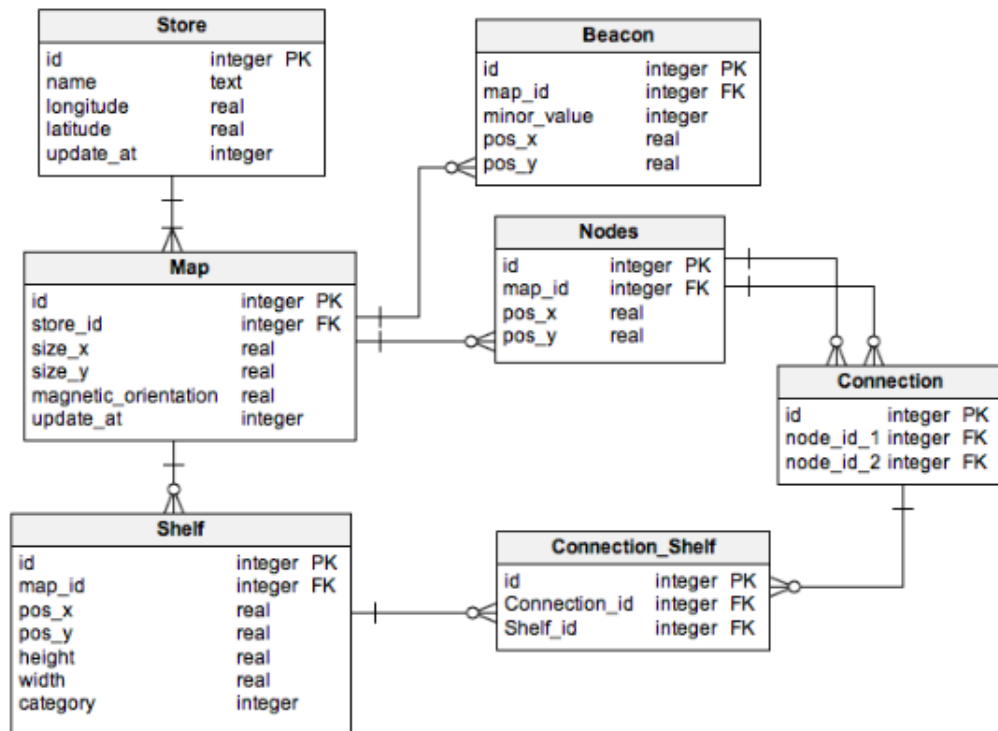 Store
id integer PK
name text
longitude real
latitude real
update_at integer
Beacon
id integer PK
map_id integer FK
minor_value integer
pos_x real
pos_y real
Map
id integer PK
store_id integer FK
size_x real
size_y real
magnetic_orientation real
update_at integer
Nodes
id integer PK
map_id integer FK
pos_x real
pos_y real
Connection
id integer PK
node_id_1 integer FK
node_id_2 integer FK
Shelf
id integer PK
map_id integer FK
pos_x real
pos_y real
height real
width real
category integer
Connection_Shelf
id integer PK
Connection_id integer FK
Shelf_id integer FK